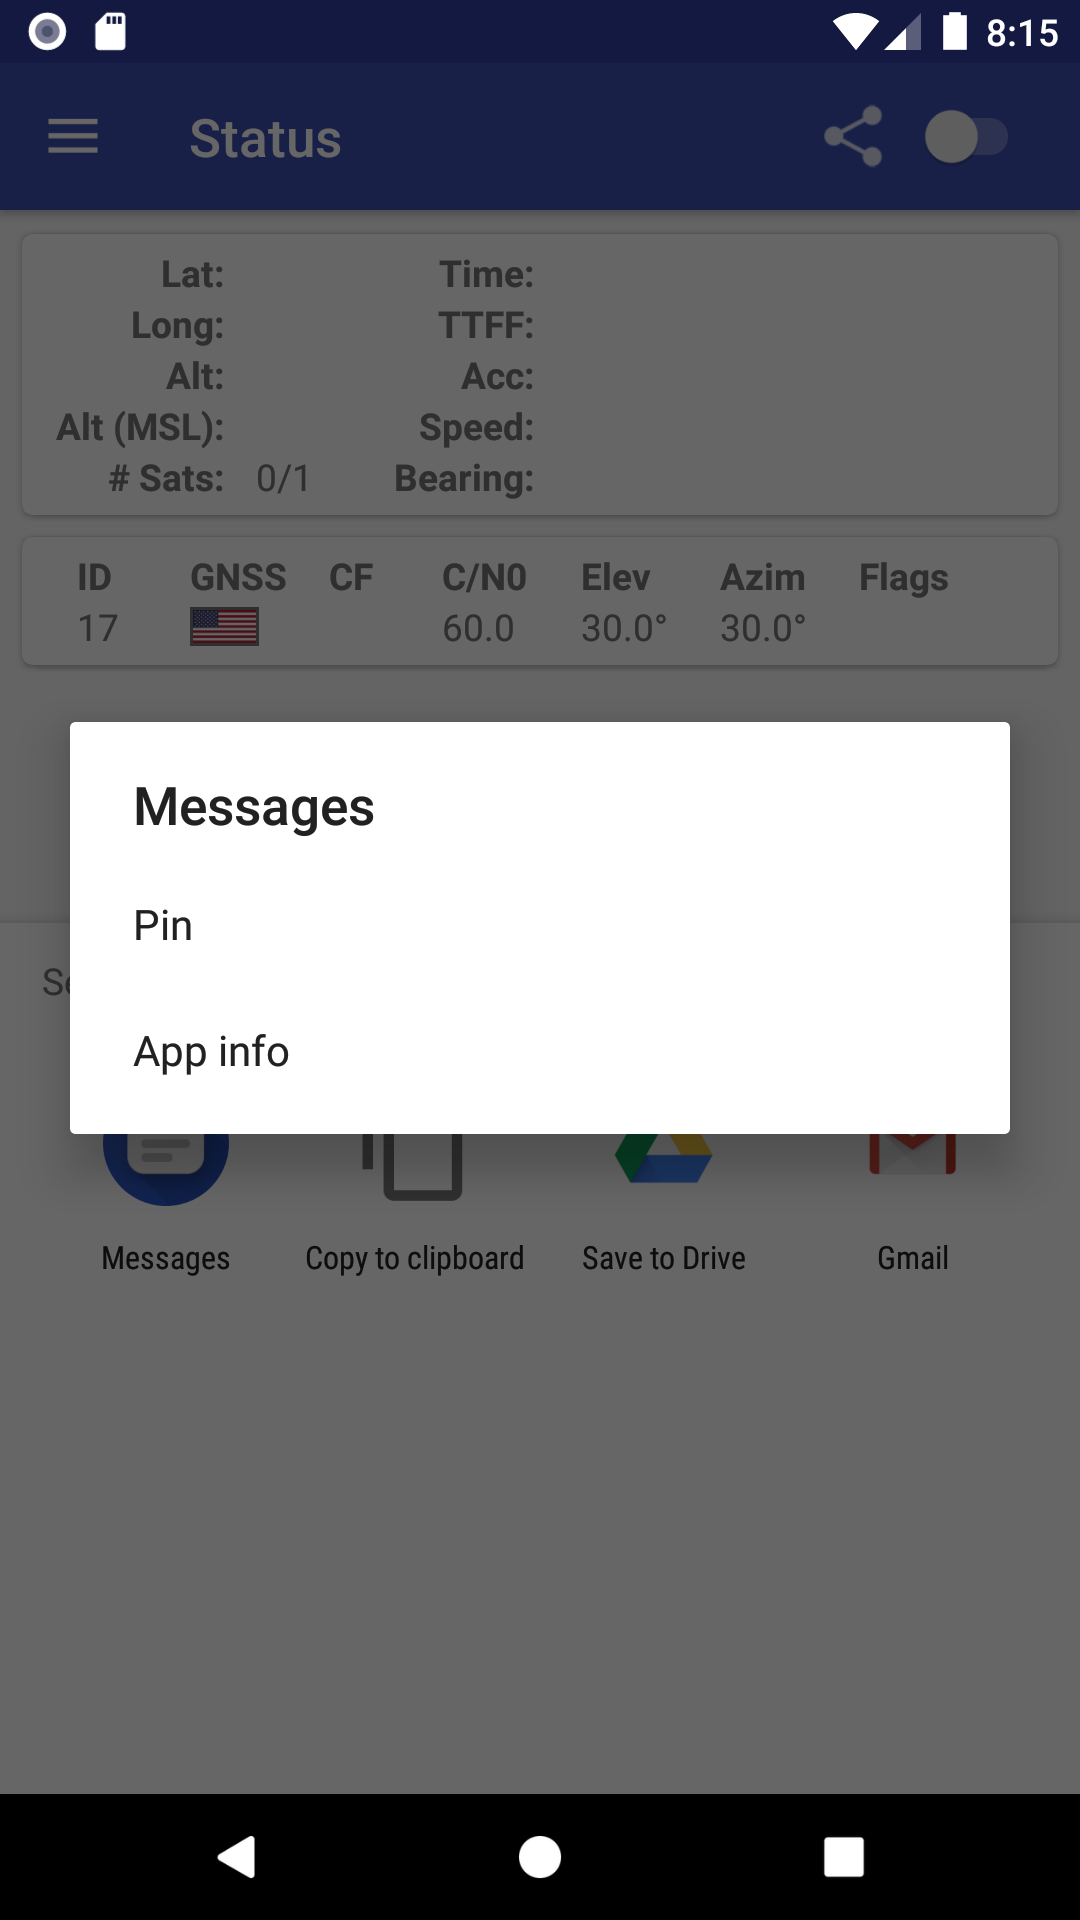 8:15
Status
Lat: Time:
Long: TTFF:
Alt: Acc:
Alt (MSL): Speed:
# Sats: 0/1 Bearing:
ID GNSS CF C/N0 Elev Azim Flags
17 60.0 30.0° 30.0°
Messages
Pin
App info
Messages Copy to clipboard Save to Drive Gmail